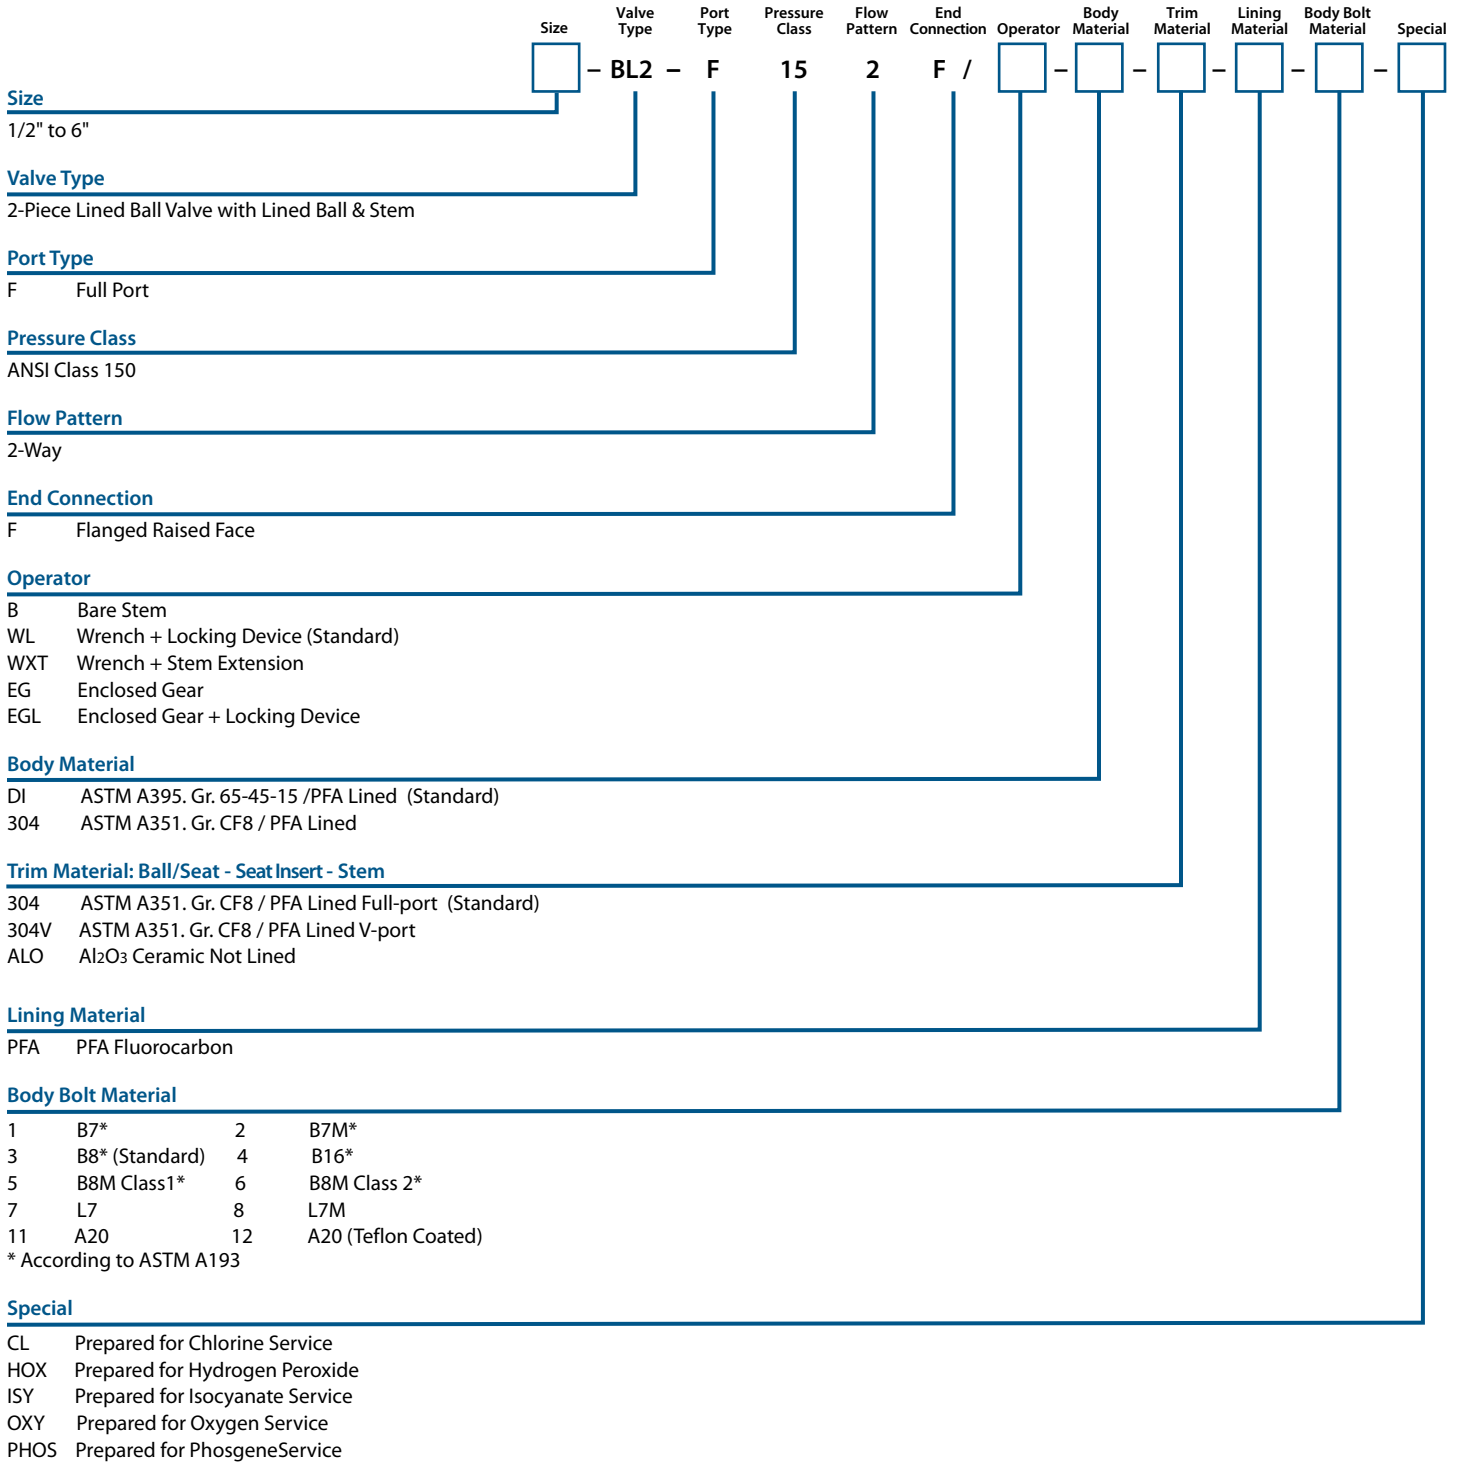 Size Valve Type Port Type Pressure Class Flow Pattern End Connection Operator Body Material Trim Material Lining Material Body Bolt Material Special
– BL2 – F 15 2 F / – – – – –
Size
1/2" to 6"
Valve Type
2-Piece Lined Ball Valve with Lined Ball & Stem
Port Type
F Full Port
Pressure Class
ANSI Class 150
Flow Pattern
2-Way
End Connection
F Flanged Raised Face
Operator
B Bare Stem
WL Wrench + Locking Device (Standard)
WXT Wrench + Stem Extension
EG Enclosed Gear
EGL Enclosed Gear + Locking Device
Body Material
DI ASTM A395. Gr. 65-45-15 /PFA Lined (Standard)
304 ASTM A351. Gr. CF8 / PFA Lined
Trim Material: Ball/Seat - Seat Insert - Stem
304 ASTM A351. Gr. CF8 / PFA Lined Full-port (Standard)
304V ASTM A351. Gr. CF8 / PFA Lined V-port
ALO Al2O3 Ceramic Not Lined
Lining Material
PFA PFA Fluorocarbon
Body Bolt Material
1 B7* 2 B7M*
3 B8* (Standard) 4 B16*
5 B8M Class1* 6 B8M Class 2*
7 L7 8 L7M
11 A20 12 A20 (Teflon Coated)
* According to ASTM A193
Special
CL Prepared for Chlorine Service
HOX Prepared for Hydrogen Peroxide
ISY Prepared for Isocyanate Service
OXY Prepared for Oxygen Service
PHOS Prepared for PhosgeneService